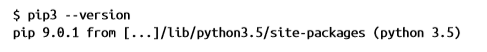 $ pip3 --version
pip 9.0.1 from [...]/lib/python3.5/site-packages (python 3.5)